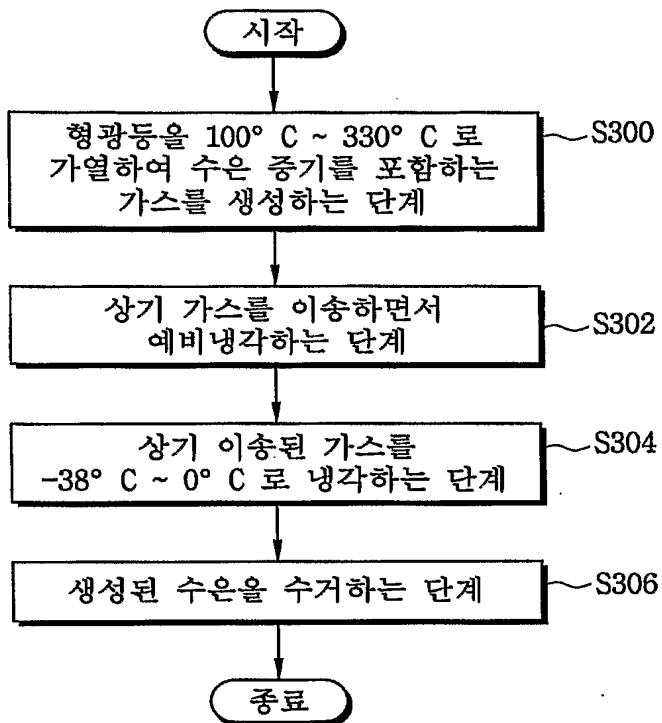 시작
형광등을 100° C ~ 330° C 로
가열하여 수은 증기를 포함하는
가스를 생성하는 단계
S300
상기 가스를 이송하면서
예비냉각하는 단계
S302
상기 이송된 가스를
-38° C ~ 0° C 로 냉각하는 단계
S304
생성된 수은을 수거하는 단계
S306
종료